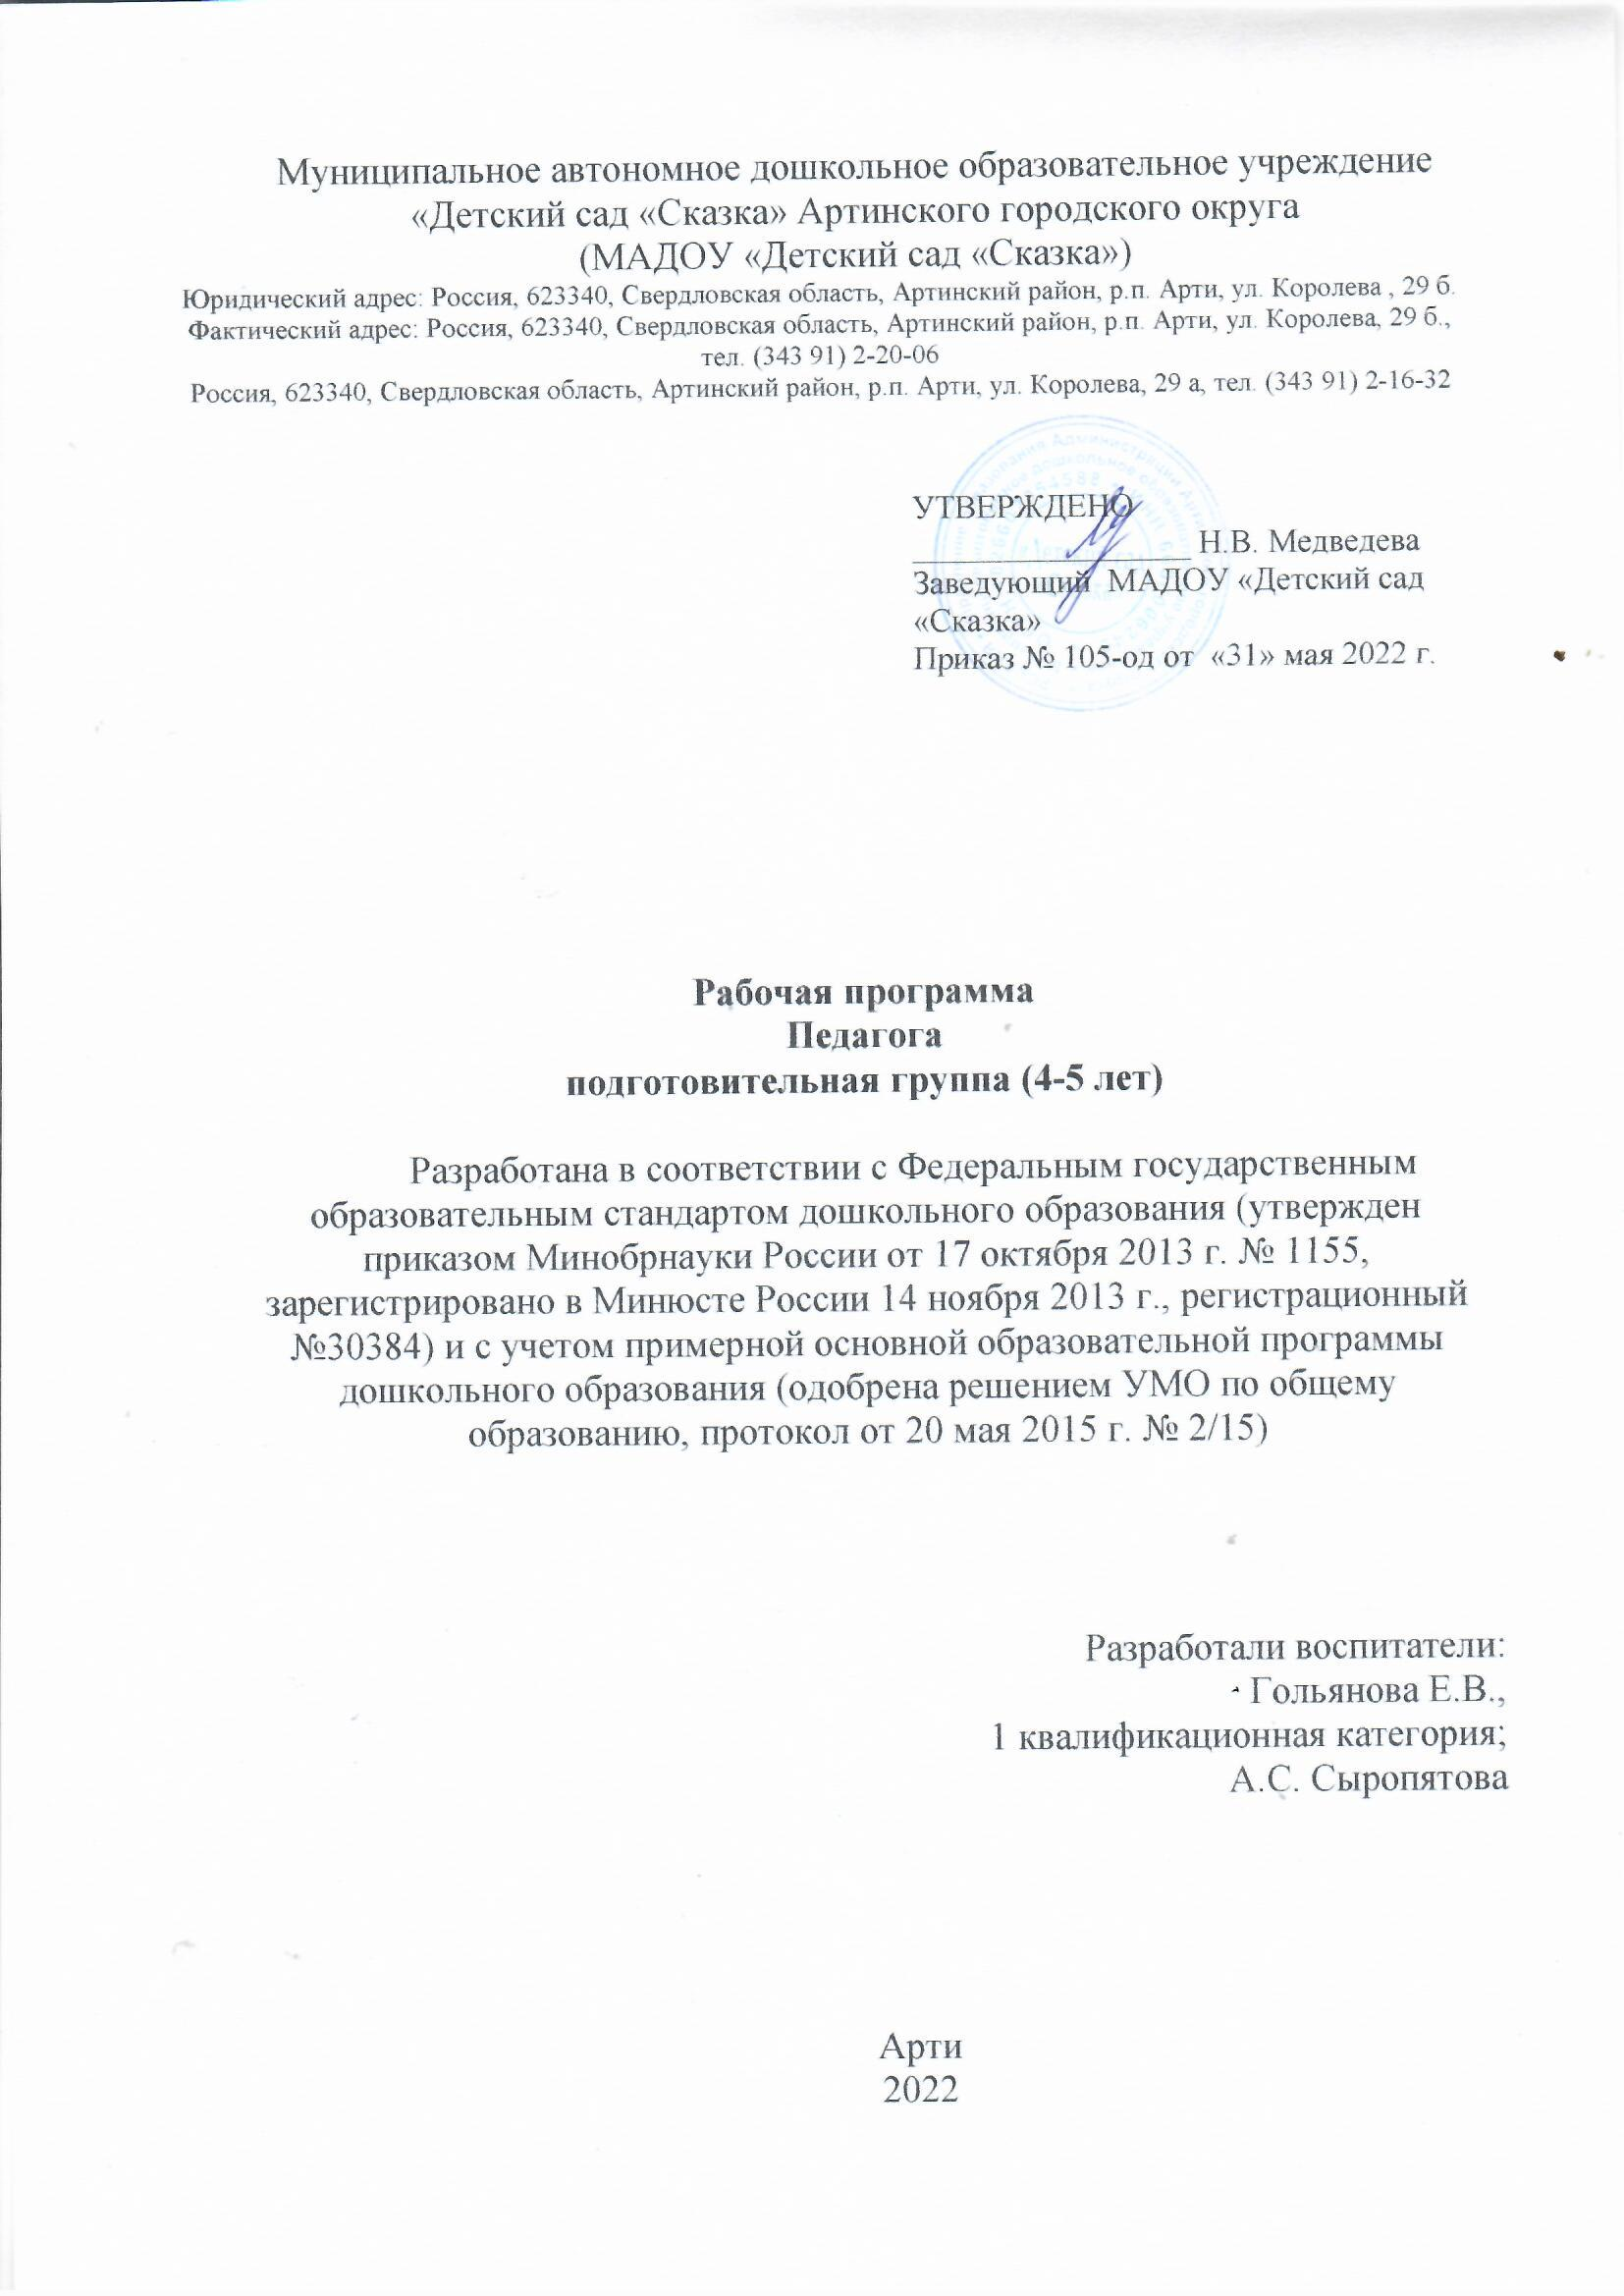 Муниципальное автономное дошкольное образовательное учреждение
«Детский сад «Сказка» Артинского городского округа
(МАДОУ «Детский сад «Сказка»)
Юридический адрес: Россия, 623340, Свердловская область, Артинский район, р.п. Арти, ул. Королева , 29 б.
Фактический адрес: Россия, 623340, Свердловская область, Артинский район, р.п. Арти, ул. Королева, 29 б.,
тел. (343 91) 2-20-06
Россия, 623340, Свердловская область, Артинский район, р.п. Арти, ул. Королева, 29 а, тел. (343 91) 2-16-32
УТВЕРЖДЕНО
_________________ Н.В. Медведева
Заведующий МАДОУ «Детский сад
«Сказка»
Приказ № 105-од от «31» мая 2022 г.
Рабочая программа
Педагога
подготовительная группа (4-5 лет)
Разработана в соответствии с Федеральным государственным
образовательным стандартом дошкольного образования (утвержден
приказом Минобрнауки России от 17 октября 2013 г. № 1155,
зарегистрировано в Минюсте России 14 ноября 2013 г., регистрационный
№30384) и с учетом примерной основной образовательной программы
дошкольного образования (одобрена решением УМО по общему
образованию, протокол от 20 мая 2015 г. № 2/15)
Разработали воспитатели:
Гольянова Е.В.,
1 квалификационная категория;
А.С. Сыропятова
Арти
2022